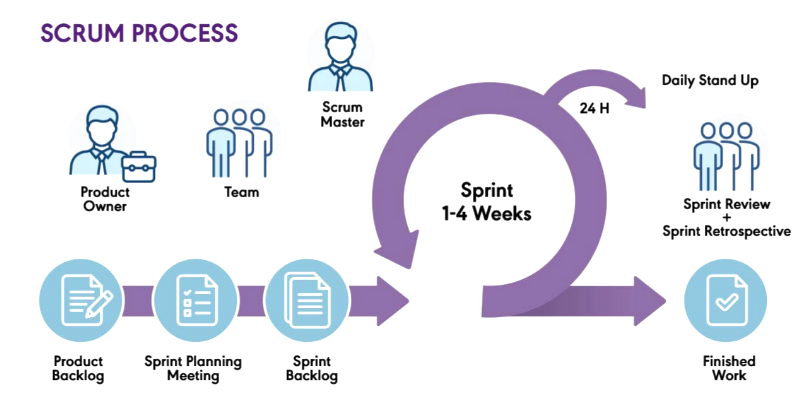 SCRUM PROCESS
Scrum
Master
Daily Stand Up
24 H
Product
Owner
Team
Sprint
1-4 Weeks
Sprint Review
+
Sprint Retrospective
Product
Backlog
Sprint Planning
Meeting
Sprint
Backlog
Finished
Work